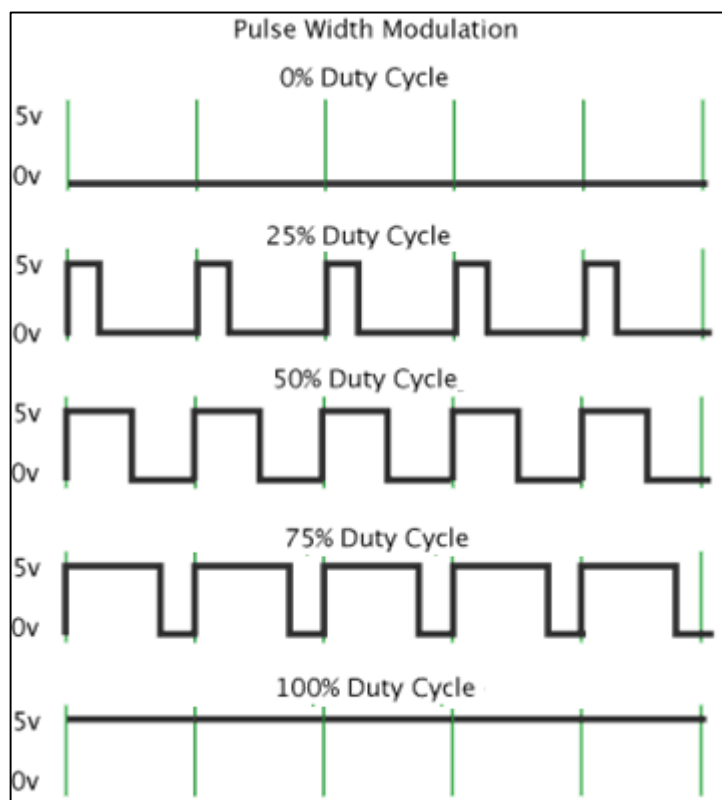 Pulse Width Modulation
0% Duty Cycle
5v
0v
25% Duty Cycle
5v
0v
50% Duty Cycle
5v
0v
75% Duty Cycle
5v
0v
100% Duty Cycle
5v
0v